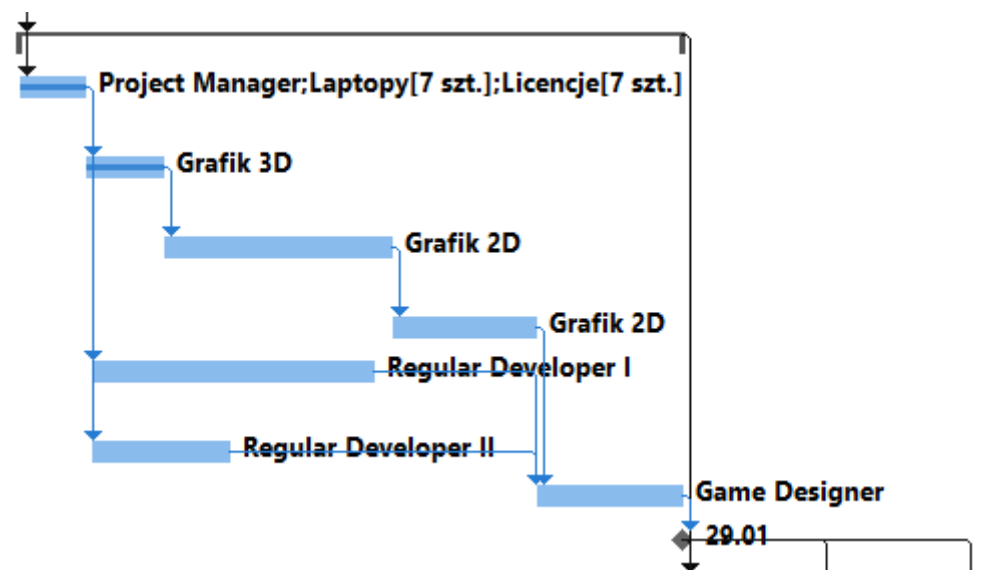 Project Manager;Laptopy[7 szt.];Licencje[7 szt.]
Grafik 3D
Grafik 2D
Grafik 2D
Regular Developer I
Regular Developer II
Game Designer
29.01